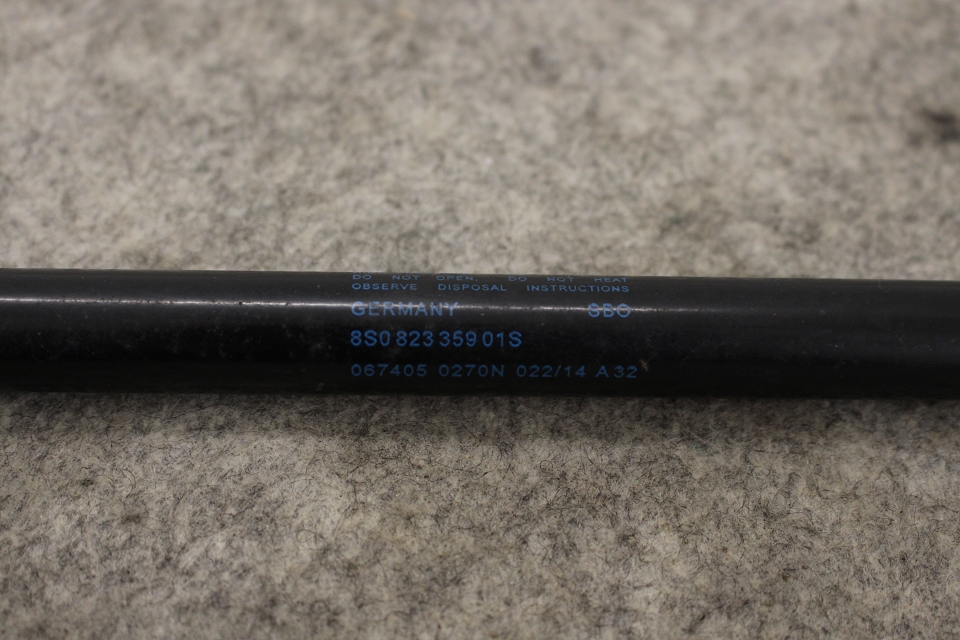 DO NOT OPEN. DO NOT HEAT
OBSERVE DISPOSAL INSTRUCTIONS
GERMANY SBO
8S0 823 359 01S
067405 0270N 022/14 A 32